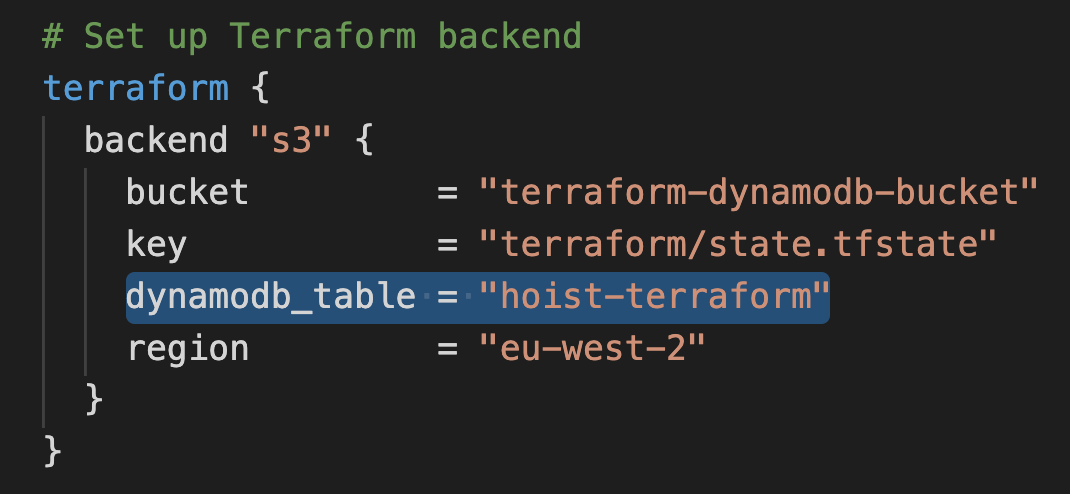 # Set up Terraform backend
terraform {
  backend "s3" {
    bucket         = "terraform-dynamodb-bucket"
    key            = "terraform/state.tfstate"
    dynamodb_table = "hoist-terraform"
    region         = "eu-west-2"
  }
}